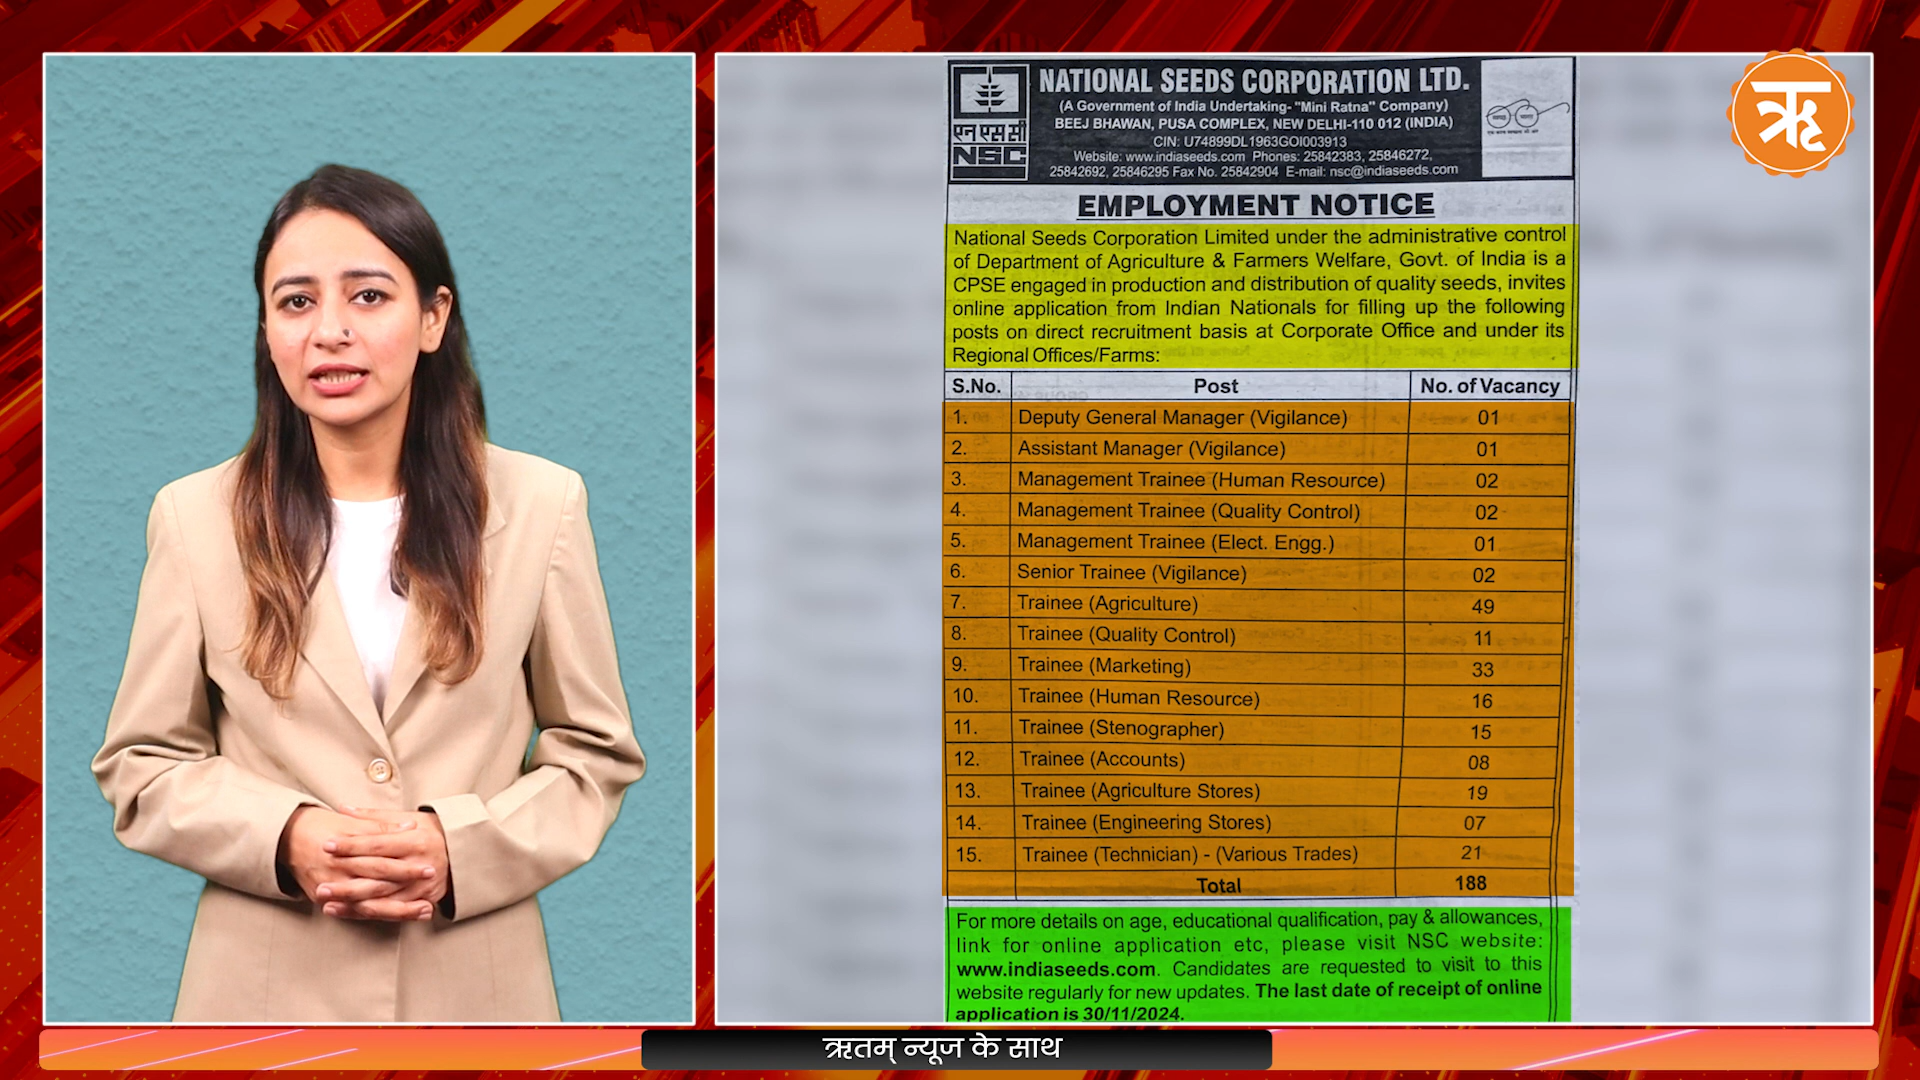 ऋ
NATIONAL SEEDS CORPORATION LTD.
(A Government of India Undertaking- "Mini Ratna" Company)
BEEJ BHAWAN, PUSA COMPLEX, NEW DELHI-110 012 (INDIA)
CIN: U74899DL1963GOI003913
Website: www.indiaseeds.com Phones: 25842383, 25846272,
25842692, 25846295 Fax No. 25842904 E-mail: nsc@indiaseeds.com
एन एस सी
NSC
EMPLOYMENT NOTICE
National Seeds Corporation Limited under the administrative control
of Department of Agriculture & Farmers Welfare, Govt. of India is a
CPSE engaged in production and distribution of quality seeds, invites
online application from Indian Nationals for filling up the following
posts on direct recruitment basis at Corporate Office and under its
Regional Offices/Farms:
S.No. Post No. of Vacancy
1. Deputy General Manager (Vigilance) 01
2. Assistant Manager (Vigilance) 01
3. Management Trainee (Human Resource) 02
4. Management Trainee (Quality Control) 02
5. Management Trainee (Elect. Engg.) 01
6. Senior Trainee (Vigilance) 02
7. Trainee (Agriculture) 49
8. Trainee (Quality Control) 11
9. Trainee (Marketing) 33
10. Trainee (Human Resource) 16
11. Trainee (Stenographer) 15
12. Trainee (Accounts) 08
13. Trainee (Agriculture Stores) 19
14. Trainee (Engineering Stores) 07
15. Trainee (Technician) - (Various Trades) 21
Total 188
For more details on age, educational qualification, pay & allowances,
link for online application etc, please visit NSC website:
www.indiaseeds.com. Candidates are requested to visit to this
website regularly for new updates. The last date of receipt of online
application is 30/11/2024.
ऋतम् न्यूज के साथ